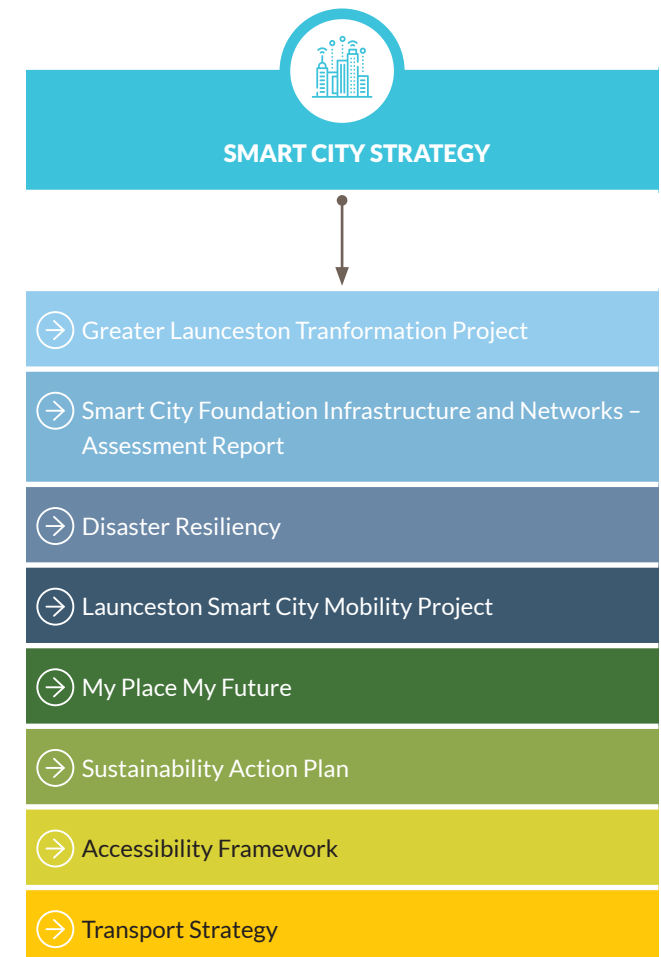 SMART CITY STRATEGY
Greater Launceston Tranformation Project
Smart City Foundation Infrastructure and Networks –
Assessment Report
Disaster Resiliency
Launceston Smart City Mobility Project
My Place My Future
Sustainability Action Plan
Accessibility Framework
Transport Strategy